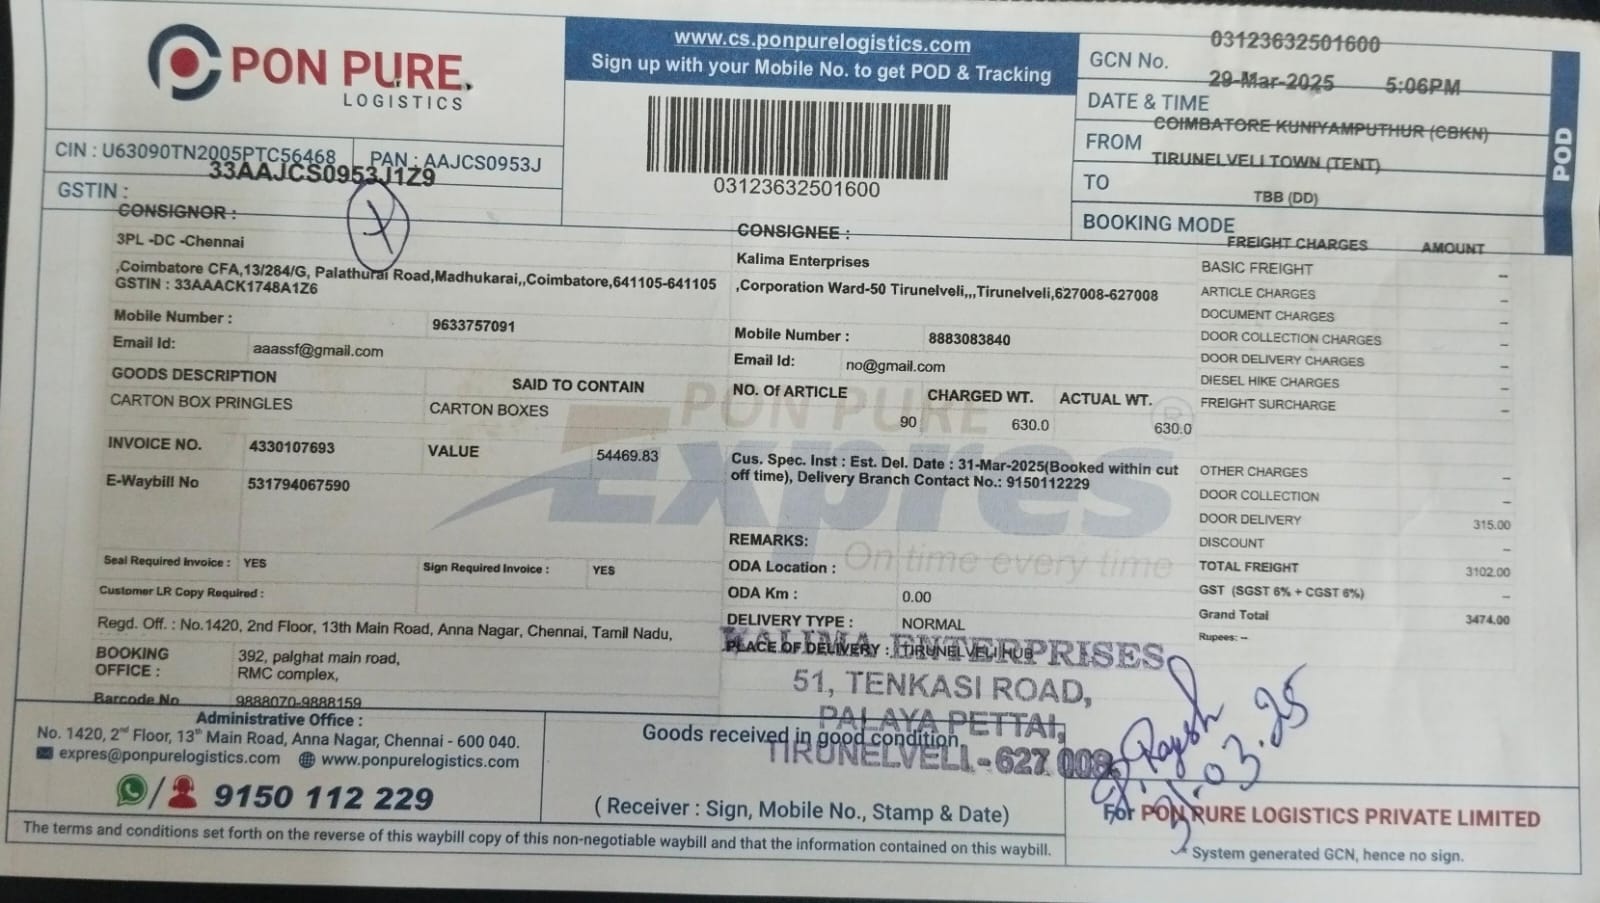 PON PURE
LOGISTICS
www.cs.ponpurelogistics.com
Sign up with your Mobile No. to get POD & Tracking
03123632501600
GCN No. 03123632501600
DATE & TIME 29-Mar-2025 5:06PM
FROM COIMBATORE KUNIYAMPUTHUR (CBKN)
TO TIRUNELVELI TOWN (TENT)
BOOKING MODE TBB (DD)
POD
CIN : U63090TN2005PTC56468 PAN : AAJCS0953J
GSTIN : 33AAJCS0953J1Z9
CONSIGNOR :
3PL -DC -Chennai
,Coimbatore CFA,13/284/G, Palathurai Road,Madhukarai,,Coimbatore,641105-641105
GSTIN : 33AAACK1748A1Z6
Mobile Number : 9633757091
Email Id: aaassf@gmail.com
CONSIGNEE :
Kalima Enterprises
,Corporation Ward-50 Tirunelveli,,,Tirunelveli,627008-627008
Mobile Number : 8883083840
Email Id: no@gmail.com
GOODS DESCRIPTION SAID TO CONTAIN
CARTON BOX PRINGLES CARTON BOXES
NO. Of ARTICLE CHARGED WT. ACTUAL WT.
90 630.0 630.0
INVOICE NO. 4330107693 VALUE 54469.83
E-Waybill No 531794067590
Cus. Spec. Inst : Est. Del. Date : 31-Mar-2025(Booked within cut
off time), Delivery Branch Contact No.: 9150112229
PON PURE
Expres ®
On time every time
Seal Required Invoice : YES Sign Required Invoice : YES
Customer LR Copy Required :
REMARKS:
ODA Location :
ODA Km : 0.00
DELIVERY TYPE : NORMAL
PLACE OF DELIVERY : TIRUNELVELI HUB
Regd. Off. : No.1420, 2nd Floor, 13th Main Road, Anna Nagar, Chennai, Tamil Nadu,
BOOKING OFFICE : 392, palghat main road,
RMC complex,
Barcode No 9888070-9888159
FREIGHT CHARGES AMOUNT
BASIC FREIGHT –
ARTICLE CHARGES –
DOCUMENT CHARGES –
DOOR COLLECTION CHARGES –
DOOR DELIVERY CHARGES –
DIESEL HIKE CHARGES –
FREIGHT SURCHARGE –
OTHER CHARGES –
DOOR COLLECTION –
DOOR DELIVERY 315.00
DISCOUNT –
TOTAL FREIGHT 3102.00
GST (SGST 6% + CGST 6%) –
Grand Total 3474.00
Rupees: –
KALIMA ENTERPRISES
51, TENKASI ROAD,
PALAYA PETTAI,
TIRUNELVELI - 627 008.
31.03.25
Administrative Office :
No. 1420, 2nd Floor, 13th Main Road, Anna Nagar, Chennai - 600 040.
expres@ponpurelogistics.com www.ponpurelogistics.com
/ 9150 112 229
Goods received in good condition
( Receiver : Sign, Mobile No., Stamp & Date)
For PON PURE LOGISTICS PRIVATE LIMITED
System generated GCN, hence no sign.
The terms and conditions set forth on the reverse of this waybill copy of this non-negotiable waybill and that the information contained on this waybill.